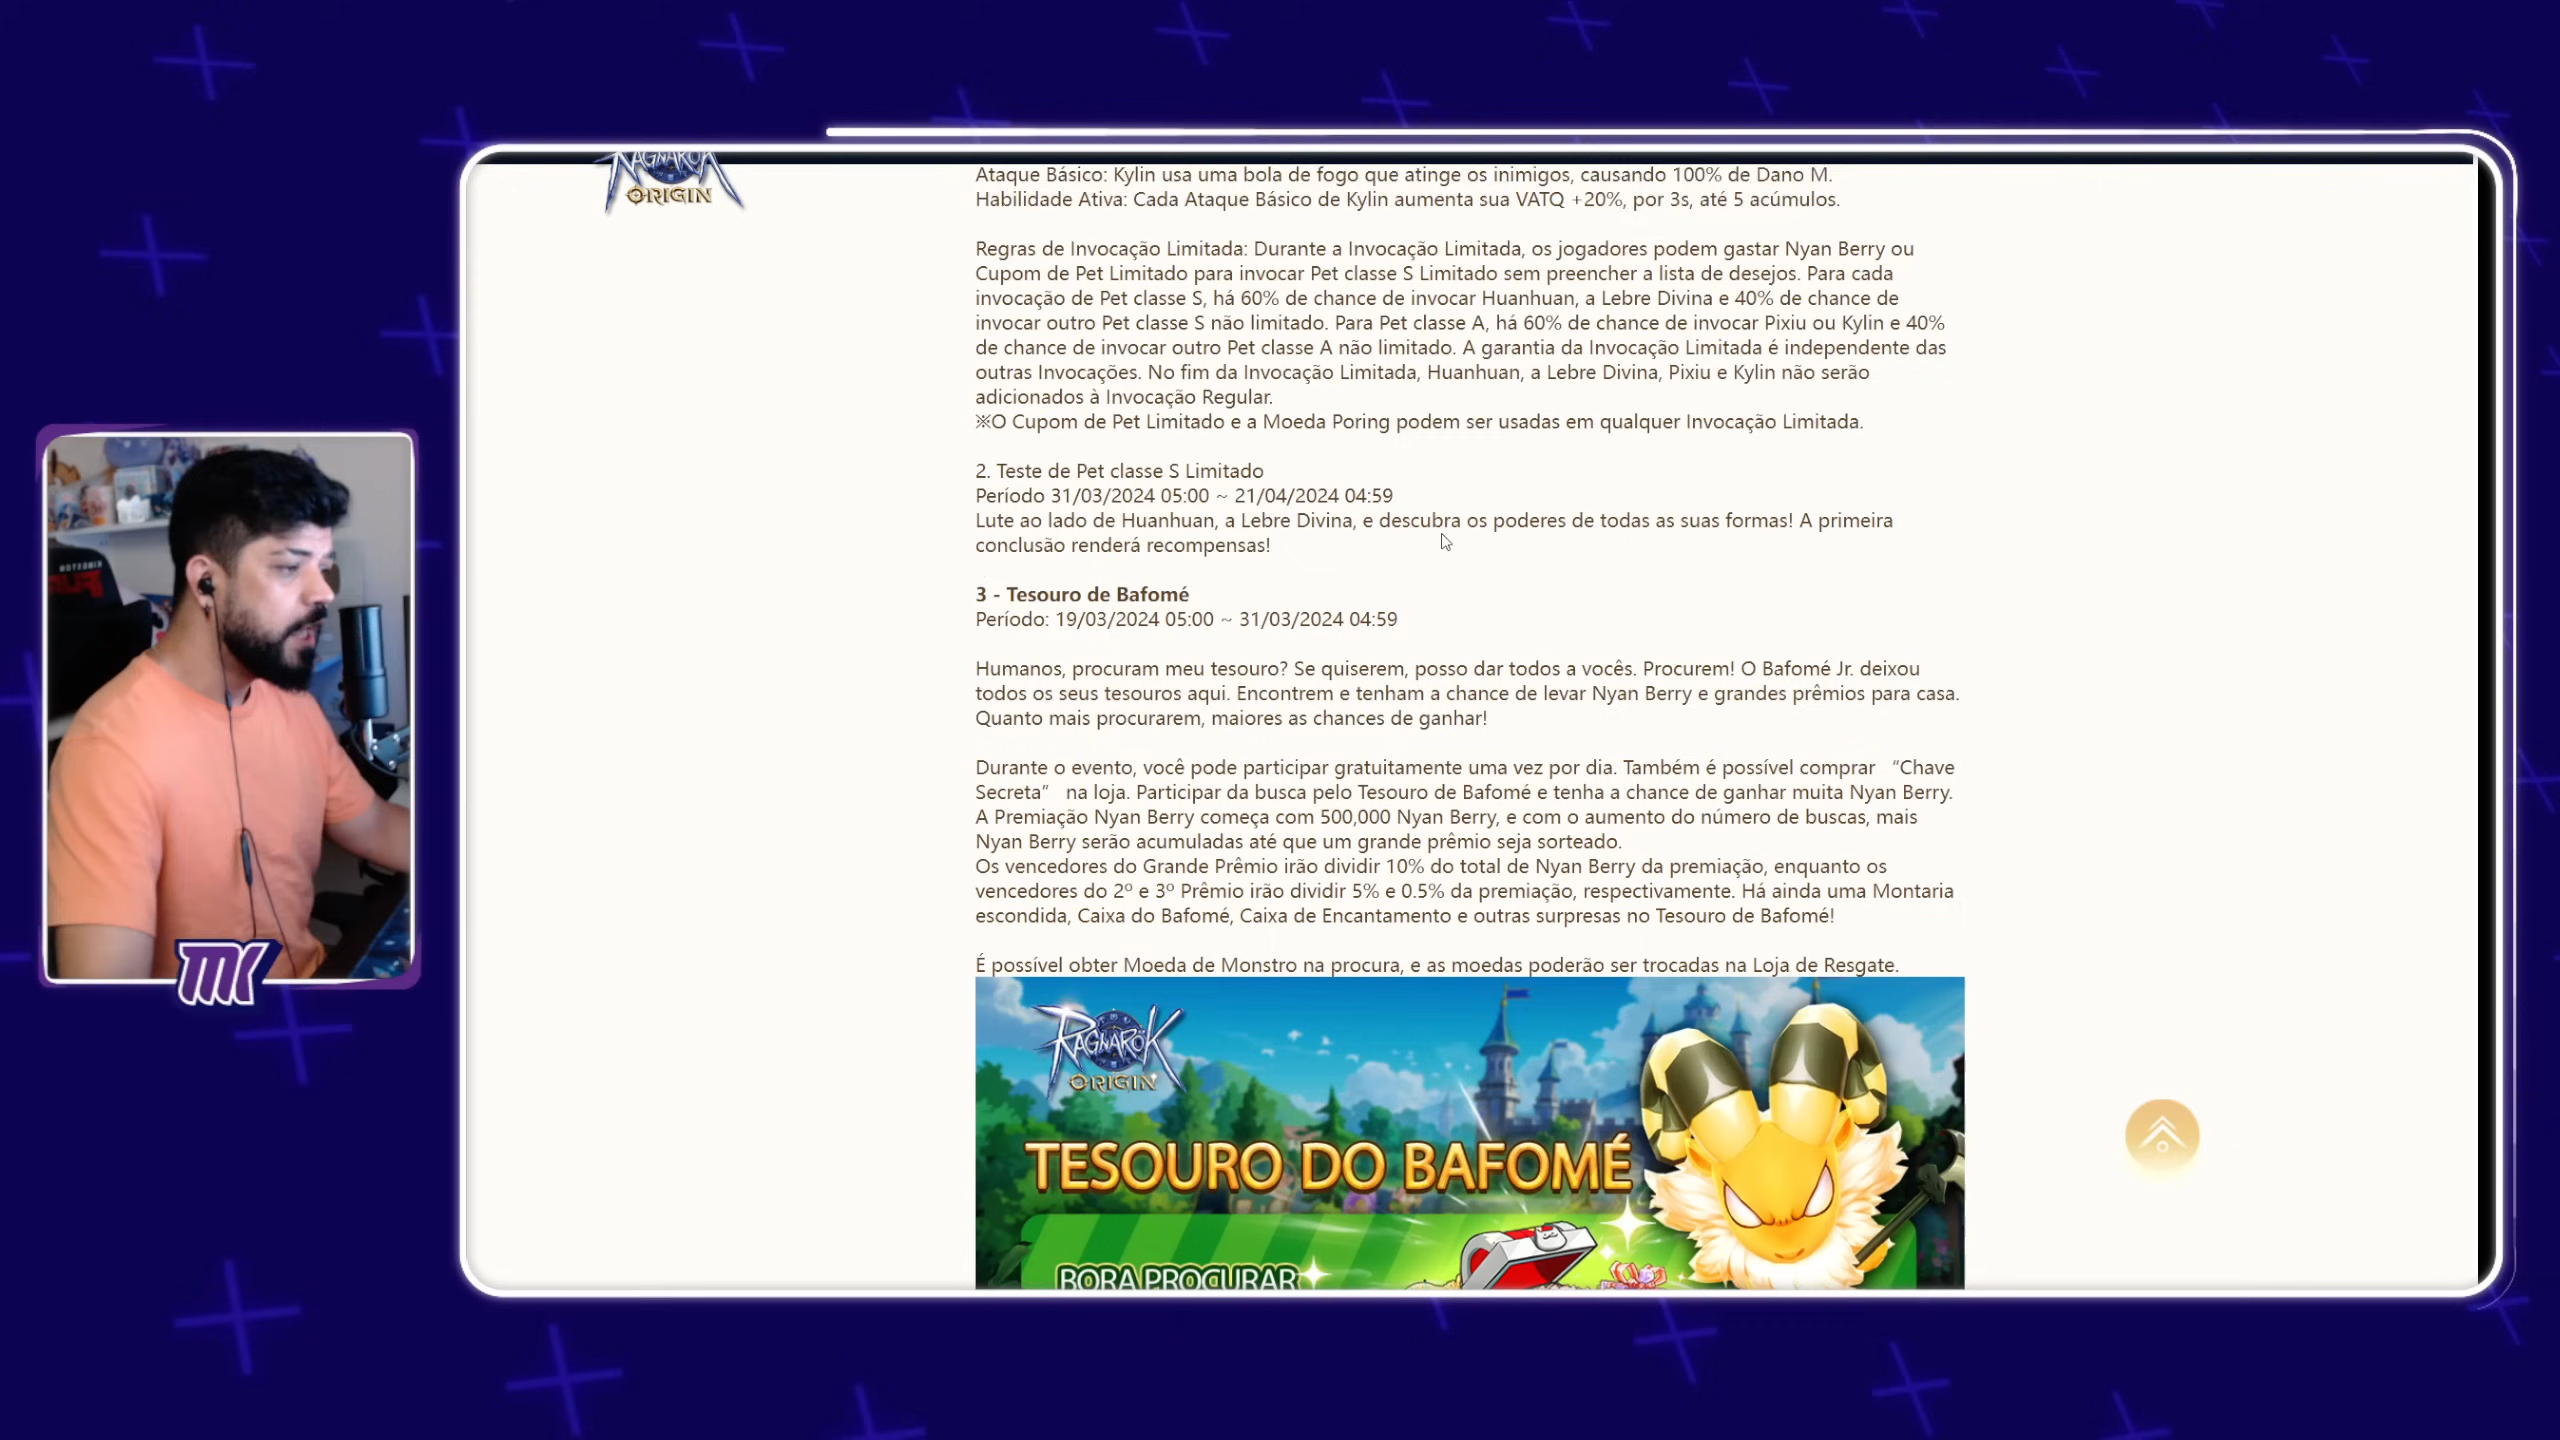 RAGNARÖK
ORIGIN
Ataque Básico: Kylin usa uma bola de fogo que atinge os inimigos, causando 100% de Dano M.
Habilidade Ativa: Cada Ataque Básico de Kylin aumenta sua VATQ +20%, por 3s, até 5 acúmulos.
Regras de Invocação Limitada: Durante a Invocação Limitada, os jogadores podem gastar Nyan Berry ou
Cupom de Pet Limitado para invocar Pet classe S Limitado sem preencher a lista de desejos. Para cada
invocação de Pet classe S, há 60% de chance de invocar Huanhuan, a Lebre Divina e 40% de chance de
invocar outro Pet classe S não limitado. Para Pet classe A, há 60% de chance de invocar Pixiu ou Kylin e 40%
de chance de invocar outro Pet classe A não limitado. A garantia da Invocação Limitada é independente das
outras Invocações. No fim da Invocação Limitada, Huanhuan, a Lebre Divina, Pixiu e Kylin não serão
adicionados à Invocação Regular.
※O Cupom de Pet Limitado e a Moeda Poring podem ser usadas em qualquer Invocação Limitada.
2. Teste de Pet classe S Limitado
Período 31/03/2024 05:00 ~ 21/04/2024 04:59
Lute ao lado de Huanhuan, a Lebre Divina, e descubra os poderes de todas as suas formas! A primeira
conclusão renderá recompensas!
3 - Tesouro de Bafomé
Período: 19/03/2024 05:00 ~ 31/03/2024 04:59
Humanos, procuram meu tesouro? Se quiserem, posso dar todos a vocês. Procurem! O Bafomé Jr. deixou
todos os seus tesouros aqui. Encontrem e tenham a chance de levar Nyan Berry e grandes prêmios para casa.
Quanto mais procurarem, maiores as chances de ganhar!
Durante o evento, você pode participar gratuitamente uma vez por dia. Também é possível comprar “Chave
Secreta” na loja. Participar da busca pelo Tesouro de Bafomé e tenha a chance de ganhar muita Nyan Berry.
A Premiação Nyan Berry começa com 500,000 Nyan Berry, e com o aumento do número de buscas, mais
Nyan Berry serão acumuladas até que um grande prêmio seja sorteado.
Os vencedores do Grande Prêmio irão dividir 10% do total de Nyan Berry da premiação, enquanto os
vencedores do 2º e 3º Prêmio irão dividir 5% e 0.5% da premiação, respectivamente. Há ainda uma Montaria
escondida, Caixa do Bafomé, Caixa de Encantamento e outras surpresas no Tesouro de Bafomé!
É possível obter Moeda de Monstro na procura, e as moedas poderão ser trocadas na Loja de Resgate.
RAGNARÖK
ORIGIN
TESOURO DO BAFOMÉ
BORA PROCURAR
MK